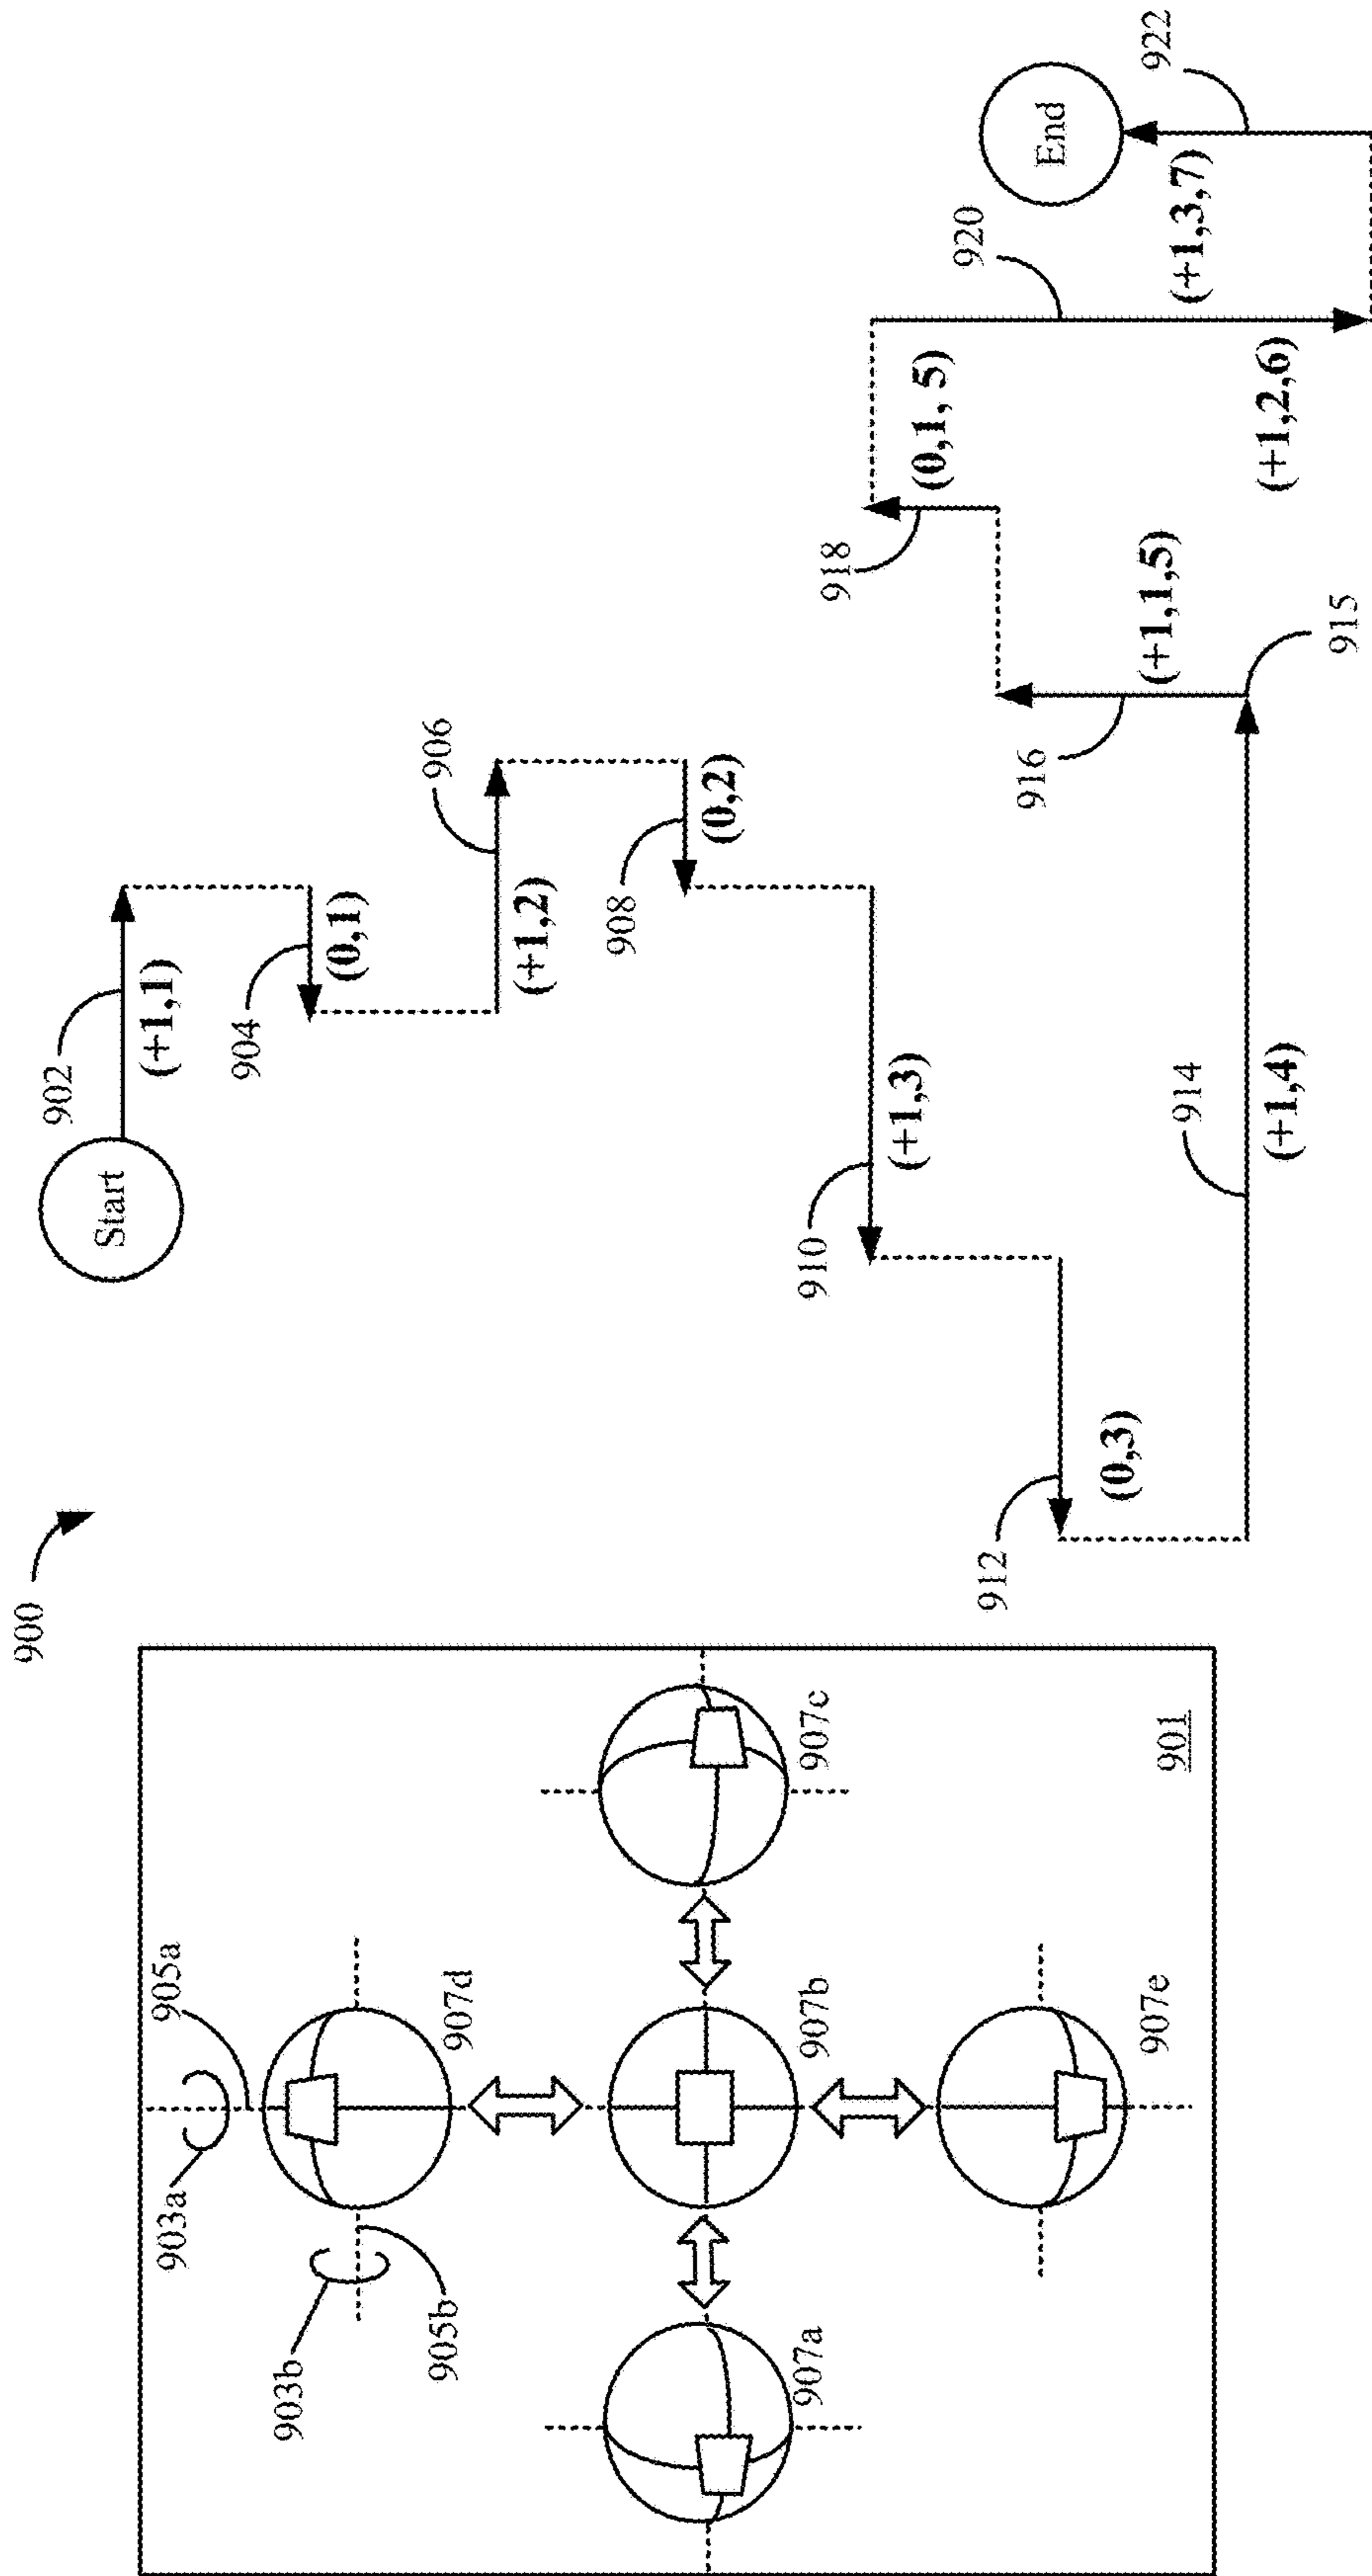 900
903a
905a
903b
905b
907d
907a
907b
907c
907e
901
Start
902
(+1,1)
904
(0,1)
906
(+1,2)
908
(0,2)
910
(+1,3)
912
(0,3)
914
(+1,4)
915
916
(+1,1,5)
918
(0,1, 5)
920
(+1,2,6)
922
(+1,3,7)
End